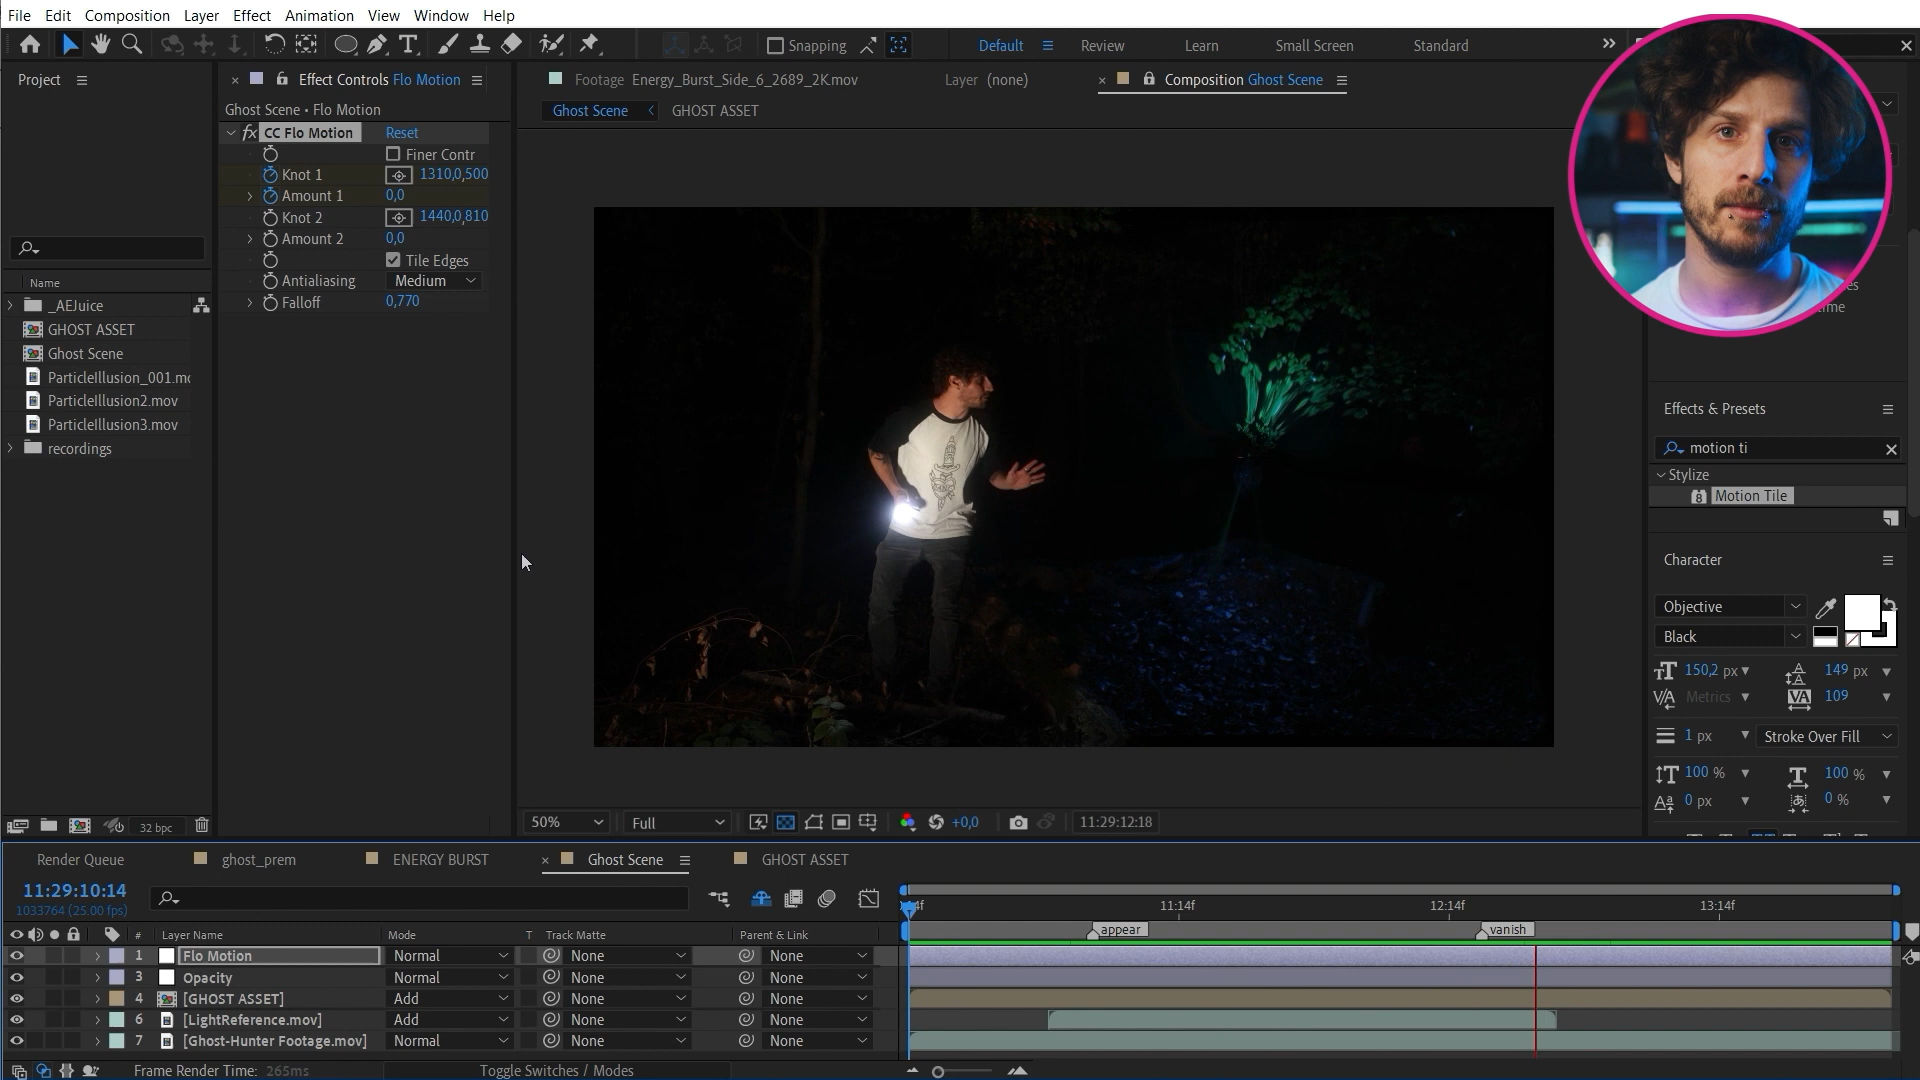 File Edit Composition Layer Effect Animation View Window Help
Snapping
Default Review Learn Small Screen Standard
Project
Effect Controls Flo Motion
Footage Energy_Burst_Side_6_2689_2K.mov
Layer (none)
Composition Ghost Scene
Ghost Scene • Flo Motion
Ghost Scene GHOST ASSET
fx CC Flo Motion Reset
Finer Contr
Knot 1 1310,0,500
Amount 1 0,0
Knot 2 1440,0,810
Amount 2 0,0
Tile Edges
Antialiasing Medium
Falloff 0,770
Name
_AEJuice
GHOST ASSET
Ghost Scene
ParticleIllusion_001.mo
ParticleIllusion2.mov
ParticleIllusion3.mov
recordings
32 bpc
Effects & Presets
motion ti
Stylize
Motion Tile
Character
Objective
Black
150,2 px 149 px
Metrics 109
1 px Stroke Over Fill
100 % 100 %
0 px 0 %
50% Full +0,0 11:29:12:18
Render Queue ghost_prem ENERGY BURST Ghost Scene GHOST ASSET
11:29:10:14
1033764 (25.00 fps)
11:14f 12:14f 13:14f
appear vanish
# Layer Name Mode T Track Matte Parent & Link
1 Flo Motion Normal None None
3 Opacity Normal None None
4 [GHOST ASSET] Add None None
6 [LightReference.mov] Add None None
7 [Ghost-Hunter Footage.mov] Normal None None
Frame Render Time: 265ms Toggle Switches / Modes